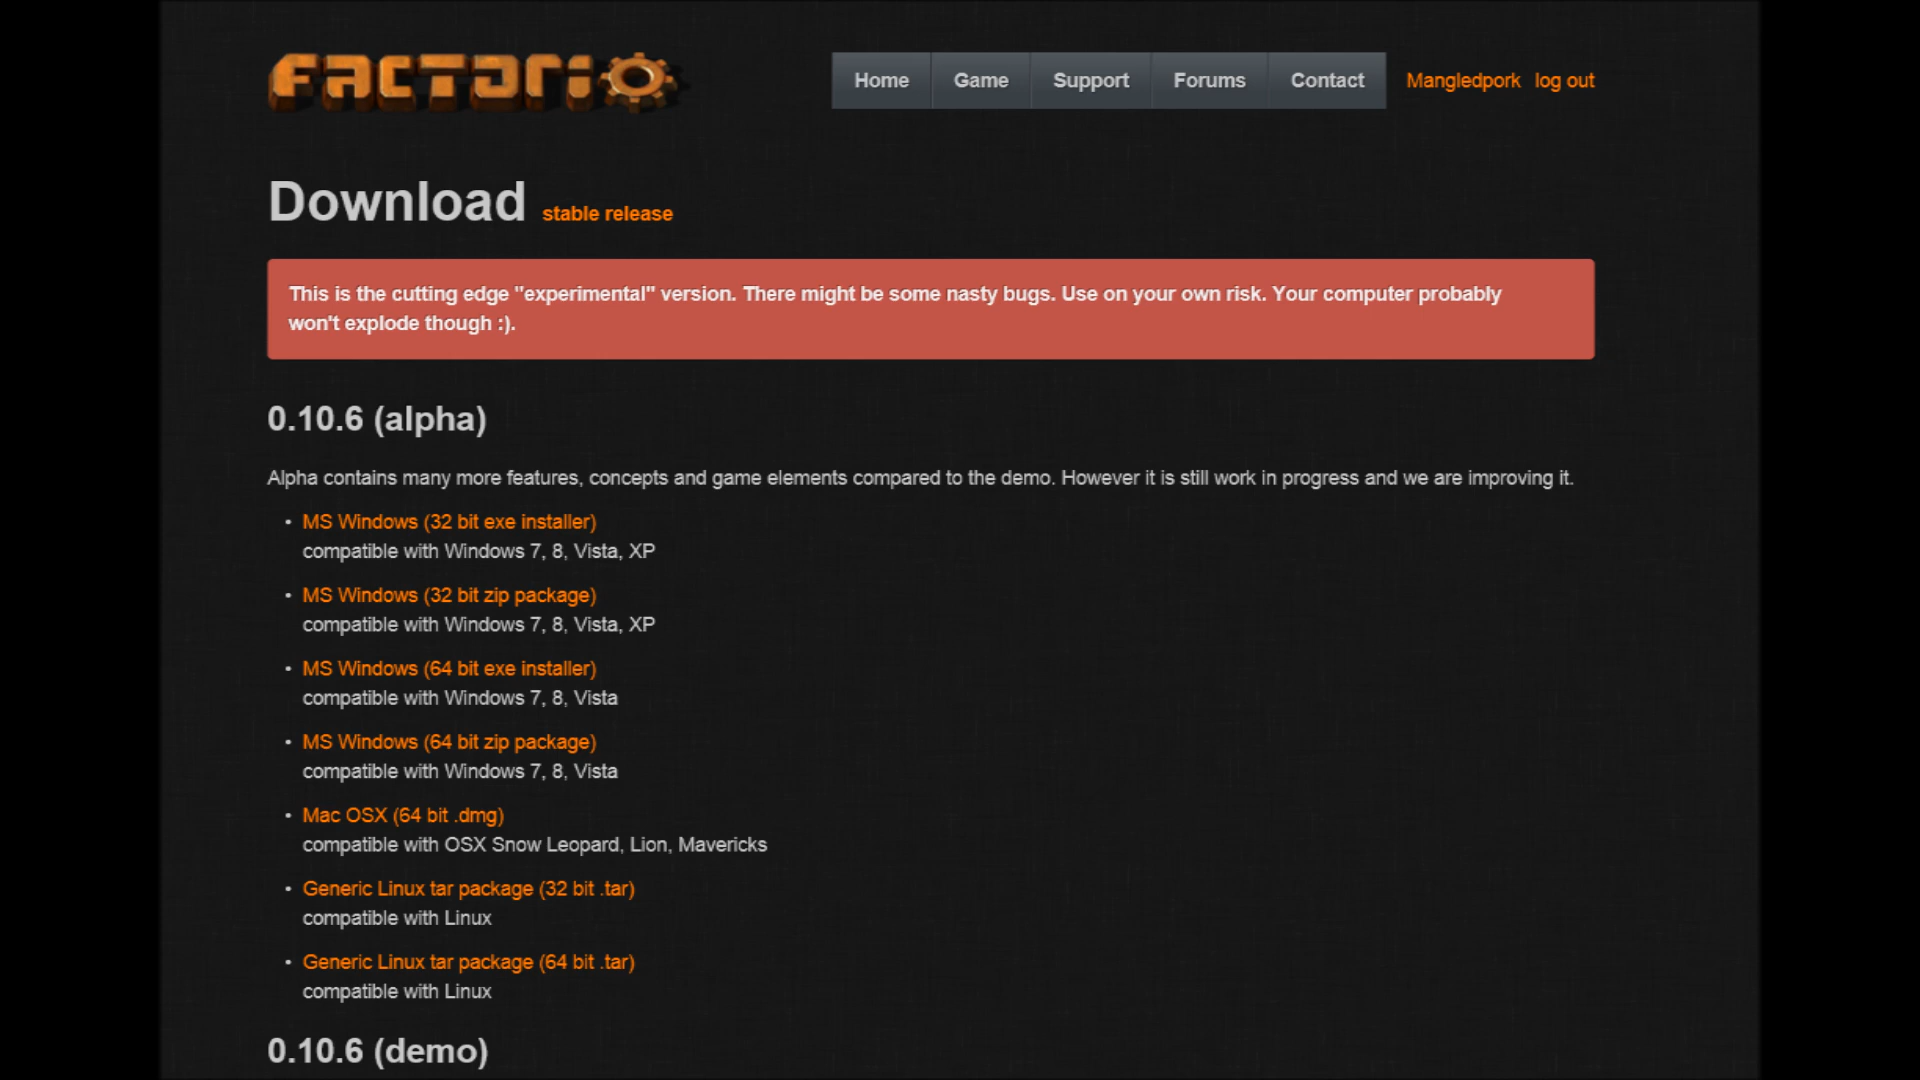 FACTORIO
Home Game Support Forums Contact Mangledpork log out
Download stable release
This is the cutting edge "experimental" version. There might be some nasty bugs. Use on your own risk. Your computer probably
won't explode though :).
0.10.6 (alpha)
Alpha contains many more features, concepts and game elements compared to the demo. However it is still work in progress and we are improving it.
• MS Windows (32 bit exe installer)
compatible with Windows 7, 8, Vista, XP
• MS Windows (32 bit zip package)
compatible with Windows 7, 8, Vista, XP
• MS Windows (64 bit exe installer)
compatible with Windows 7, 8, Vista
• MS Windows (64 bit zip package)
compatible with Windows 7, 8, Vista
• Mac OSX (64 bit .dmg)
compatible with OSX Snow Leopard, Lion, Mavericks
• Generic Linux tar package (32 bit .tar)
compatible with Linux
• Generic Linux tar package (64 bit .tar)
compatible with Linux
0.10.6 (demo)